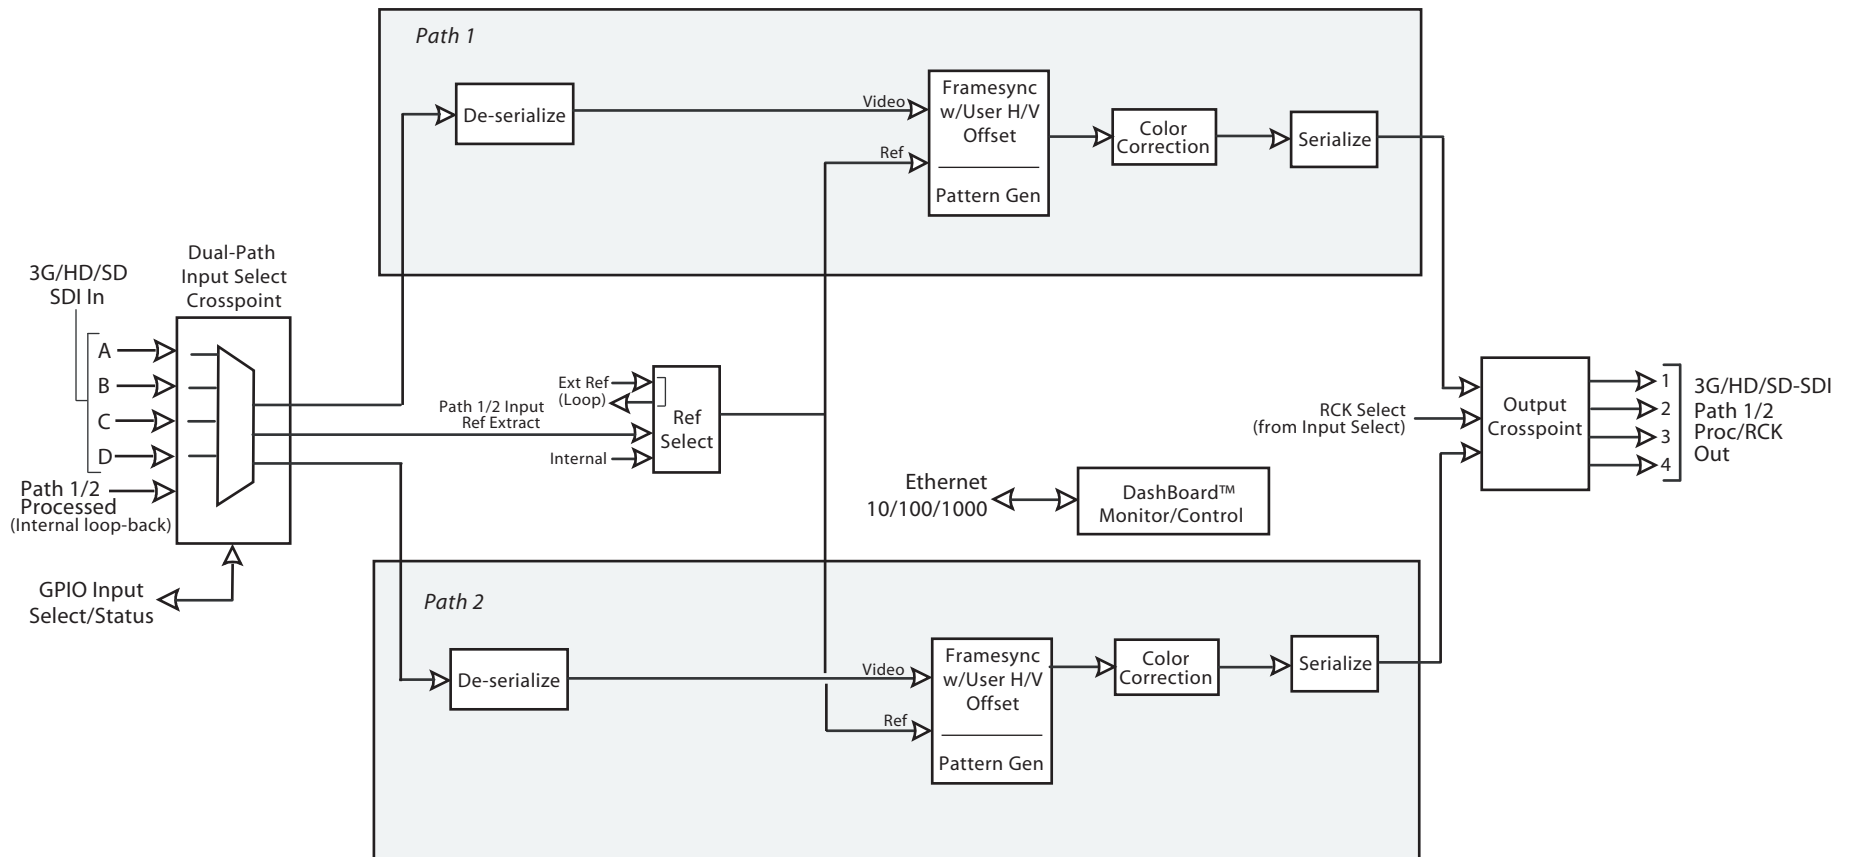 Path 1
De-serialize
Video
Ref
Framesync
w/User H/V
Offset
Pattern Gen
Color
Correction
Serialize
Dual-Path
Input Select
Crosspoint
3G/HD/SD
SDI In
A
B
C
D
Path 1/2
Processed
(Internal loop-back)
GPIO Input
Select/Status
Ext Ref
(Loop)
Path 1/2 Input
Ref Extract
Internal
Ref
Select
RCK Select
(from Input Select)
Output
Crosspoint
1
2
3
4
3G/HD/SD-SDI
Path 1/2
Proc/RCK
Out
Ethernet
10/100/1000
DashBoard™
Monitor/Control
Path 2
De-serialize
Video
Ref
Framesync
w/User H/V
Offset
Pattern Gen
Color
Correction
Serialize